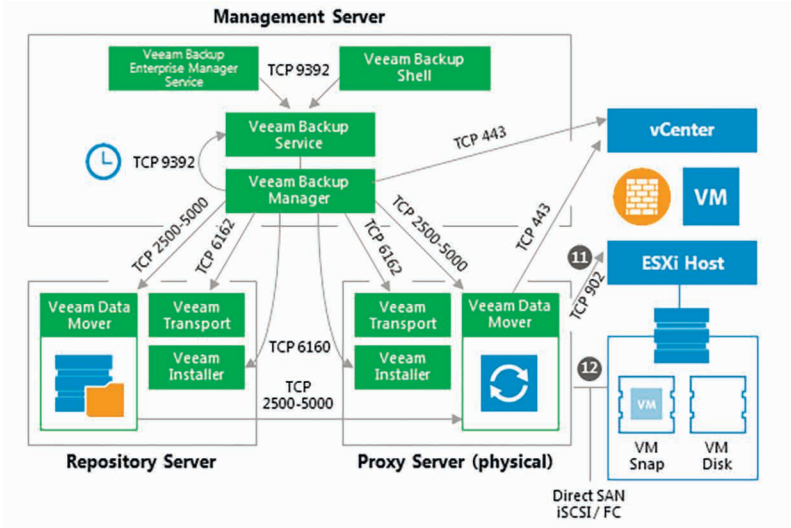 Management Server
Veeam Backup
Enterprise Manager
Service
TCP 9392
Veeam Backup
Shell
Veeam Backup
Service
TCP 9392
Veeam Backup
Manager
TCP 443
vCenter
VM
TCP 2500-5000
TCP 6162
TCP 6162
TCP 2500-5000
TCP 443
11
TCP 902
ESXi Host
Veeam Data
Mover
Veeam
Transport
Veeam
Installer
TCP 6160
TCP
2500-5000
Veeam
Transport
Veeam
Installer
Veeam Data
Mover
12
VM
VM
Snap
VM
Disk
Repository Server
Proxy Server (physical)
Direct SAN
iSCSI / FC